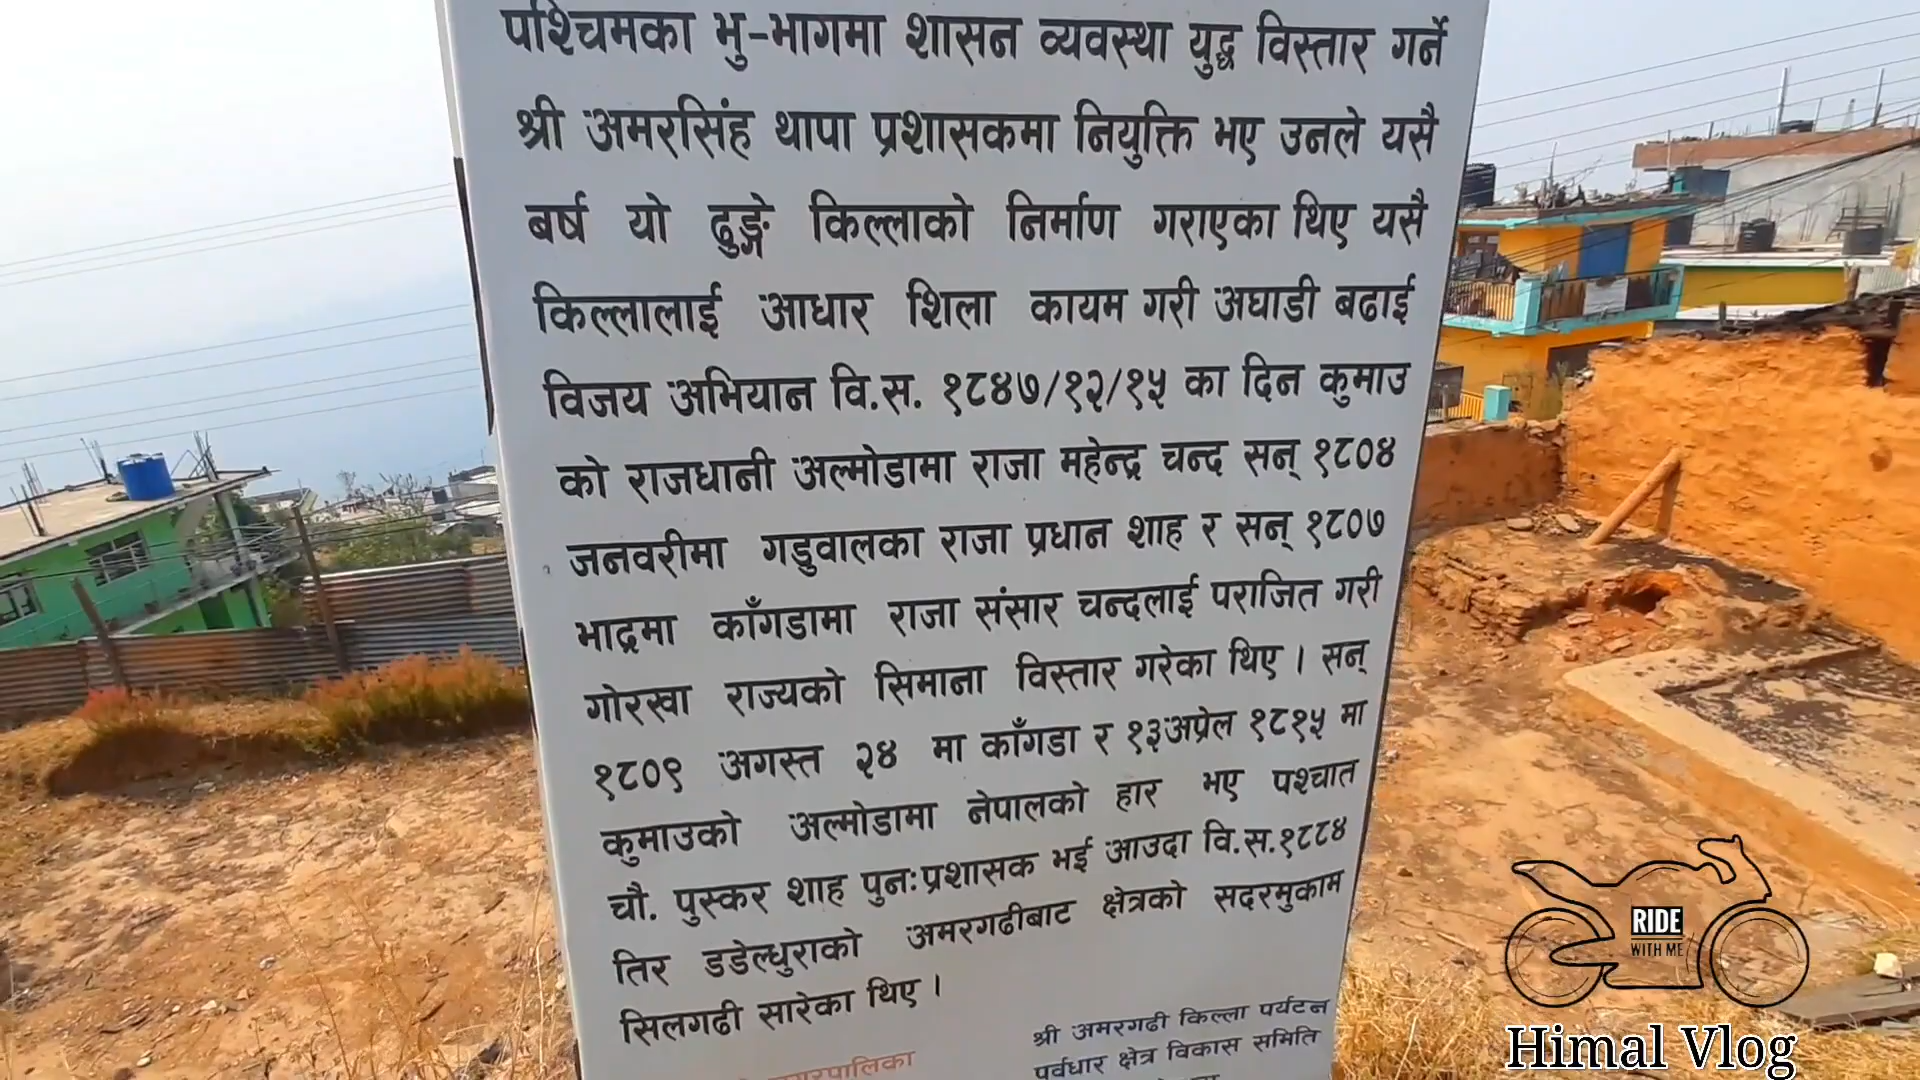 पश्चिमका भु-भागमा शासन व्यवस्था युद्ध विस्तार गर्ने
श्री अमरसिंह थापा प्रशासकमा नियुक्ति भए उनले यसै
बर्ष यो ढुङ्गे किल्लाको निर्माण गराएका थिए यसै
किल्लालाई आधार शिला कायम गरी अघाडी बढाई
विजय अभियान वि.स. १८४७/१२/१५ का दिन कुमाउ
को राजधानी अल्मोडामा राजा महेन्द्र चन्द सन् १८०४
जनवरीमा गडुवालका राजा प्रधान शाह र सन् १८०७
भाद्रमा काँगडामा राजा संसार चन्दलाई पराजित गरी
गोरखा राज्यको सिमाना विस्तार गरेका थिए । सन्
१८०९ अगस्त २४ मा काँगडा र १३अप्रेल १८१५ मा
कुमाउको अल्मोडामा नेपालको हार भए पश्चात
चौ. पुस्कर शाह पुनःप्रशासक भई आउदा वि.स.१८८४
तिर डडेल्धुराको अमरगढीबाट क्षेत्रको सदरमुकाम
सिलगढी सारेका थिए ।
श्री अमरगढी किल्ला पर्यटन
पर्वधार क्षेत्र विकास समिति
RIDE
WITH ME
Himal Vlog